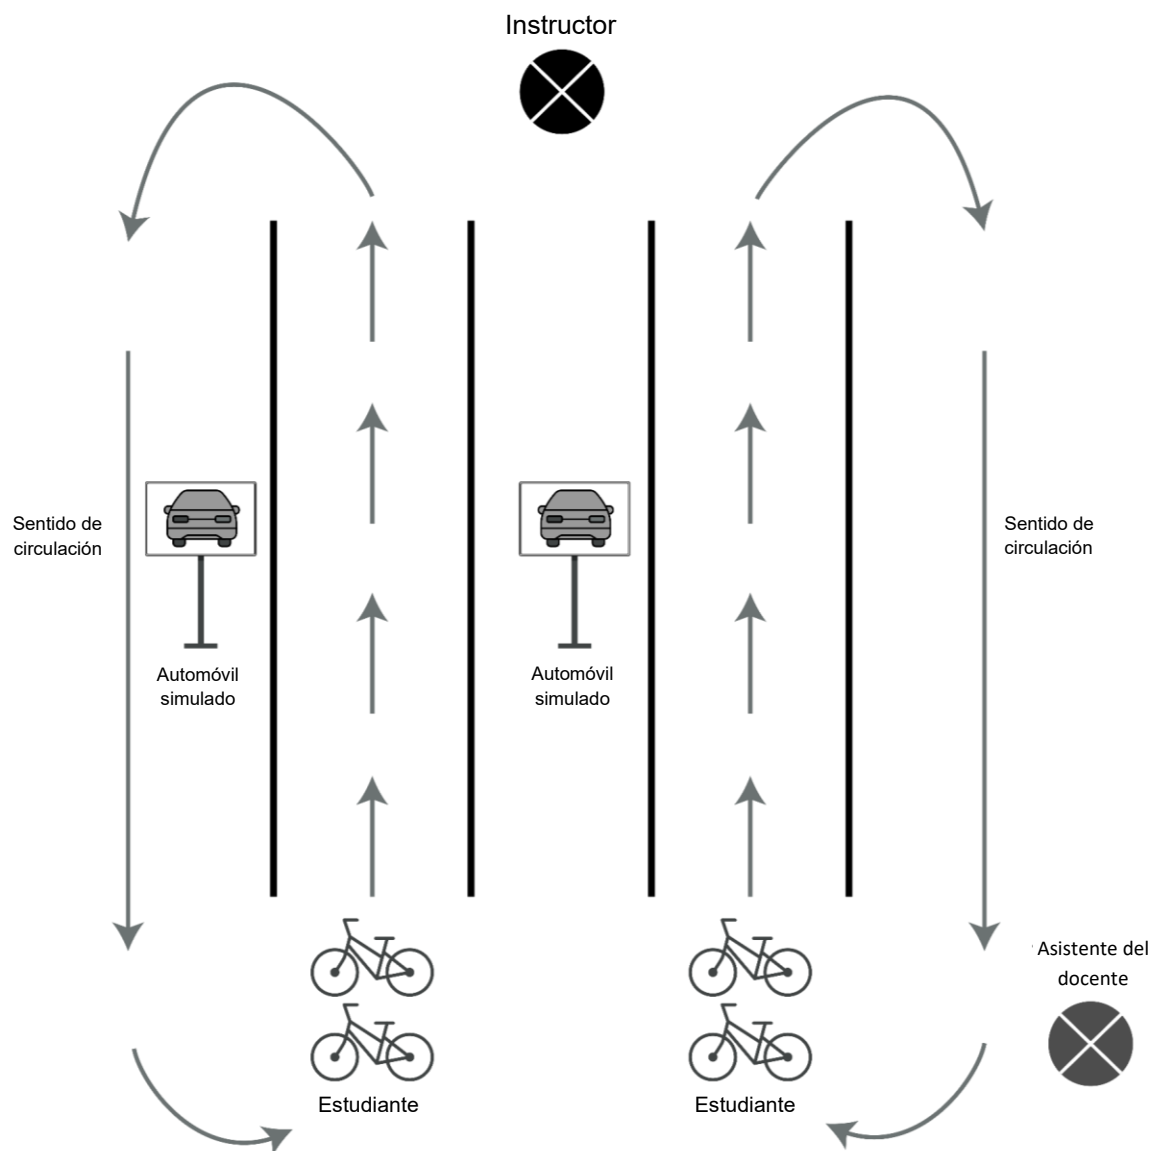 Instructor
Sentido de
circulación
Automóvil
simulado
Automóvil
simulado
Sentido de
circulación
Asistente del
docente
Estudiante
Estudiante